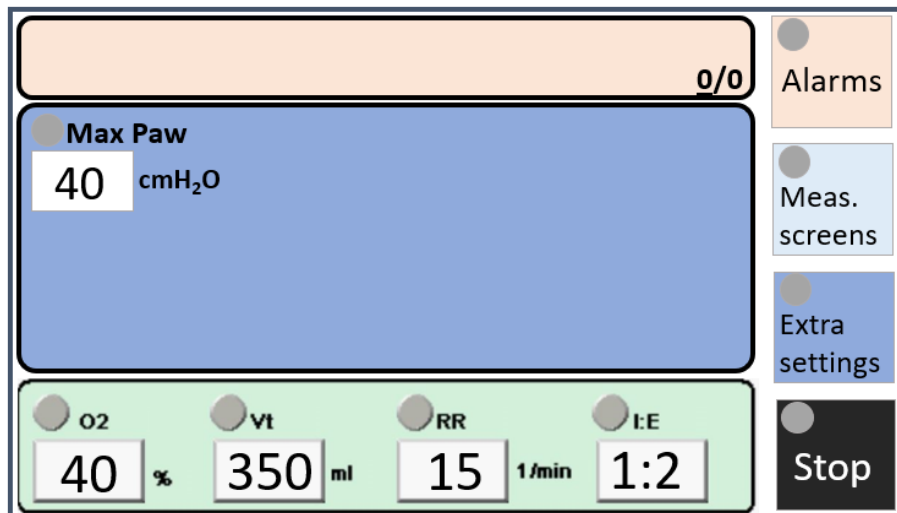 0/0
Alarms
Max Paw
40 cmH₂O
Meas.
screens
Extra
settings
O2 Vt RR I:E
40 % 350 ml 15 1/min 1:2
Stop